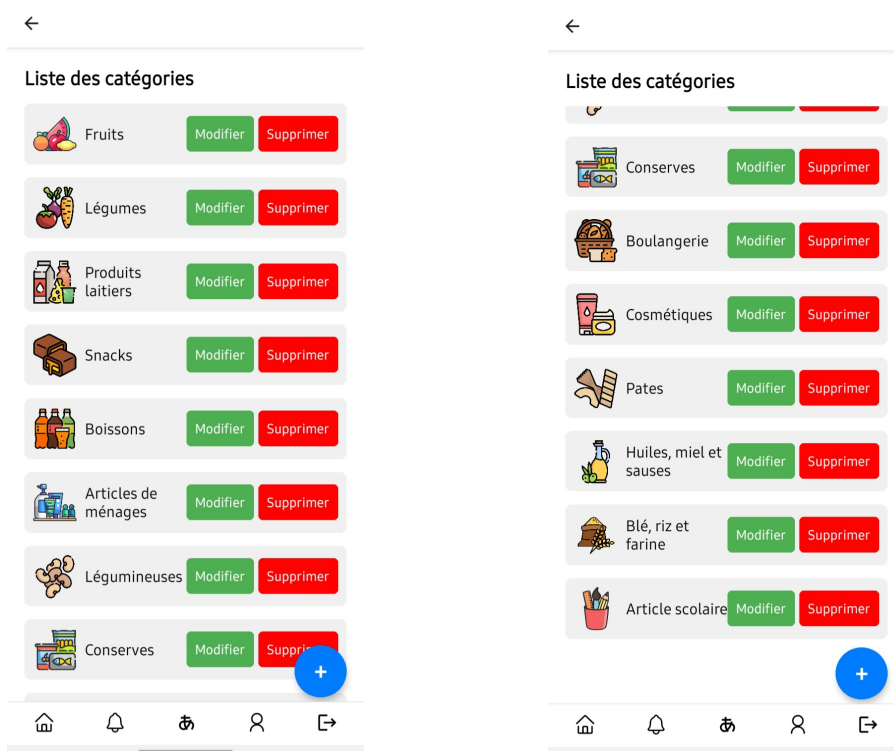 Liste des catégories
Fruits Modifier Supprimer
Légumes Modifier Supprimer
Produits
laitiers Modifier Supprimer
Snacks Modifier Supprimer
Boissons Modifier Supprimer
Articles de
ménages Modifier Supprimer
Légumineuses Modifier Supprimer
Conserves Modifier Suppri
+
あ
Liste des catégories
Conserves Modifier Supprimer
Boulangerie Modifier Supprimer
Cosmétiques Modifier Supprimer
Pates Modifier Supprimer
Huiles, miel et
sauses Modifier Supprimer
Blé, riz et
farine Modifier Supprimer
Article scolaire Modifier Supprimer
+
あ